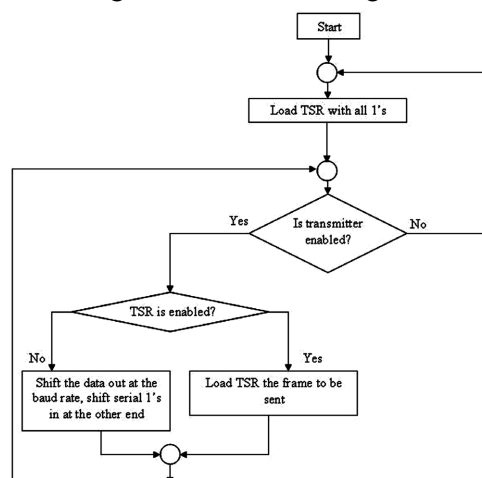 Start
Load TSR with all 1's
Is transmitter
enabled?
Yes
No
TSR is enabled?
No
Yes
Shift the data out at the
baud rate, shift serial 1's
in at the other end
Load TSR the frame to be
sent